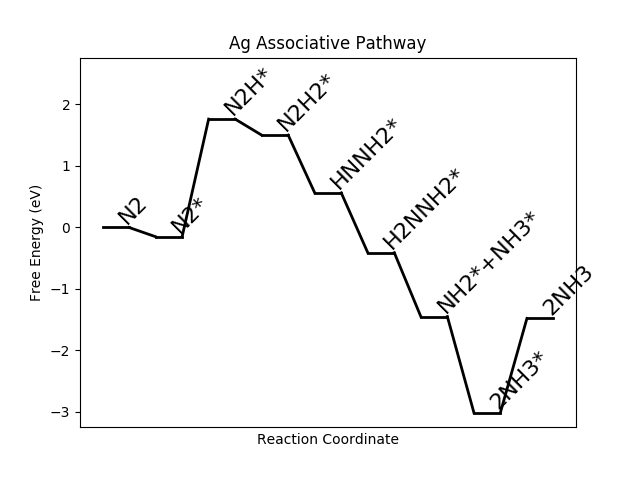 Ag Associative Pathway
Free Energy (eV)
2
1
0
−1
−2
−3
N2
N2*
N2H*
N2H2*
HNNH2*
H2NNH2*
NH2*+NH3*
2NH3*
2NH3
Reaction Coordinate